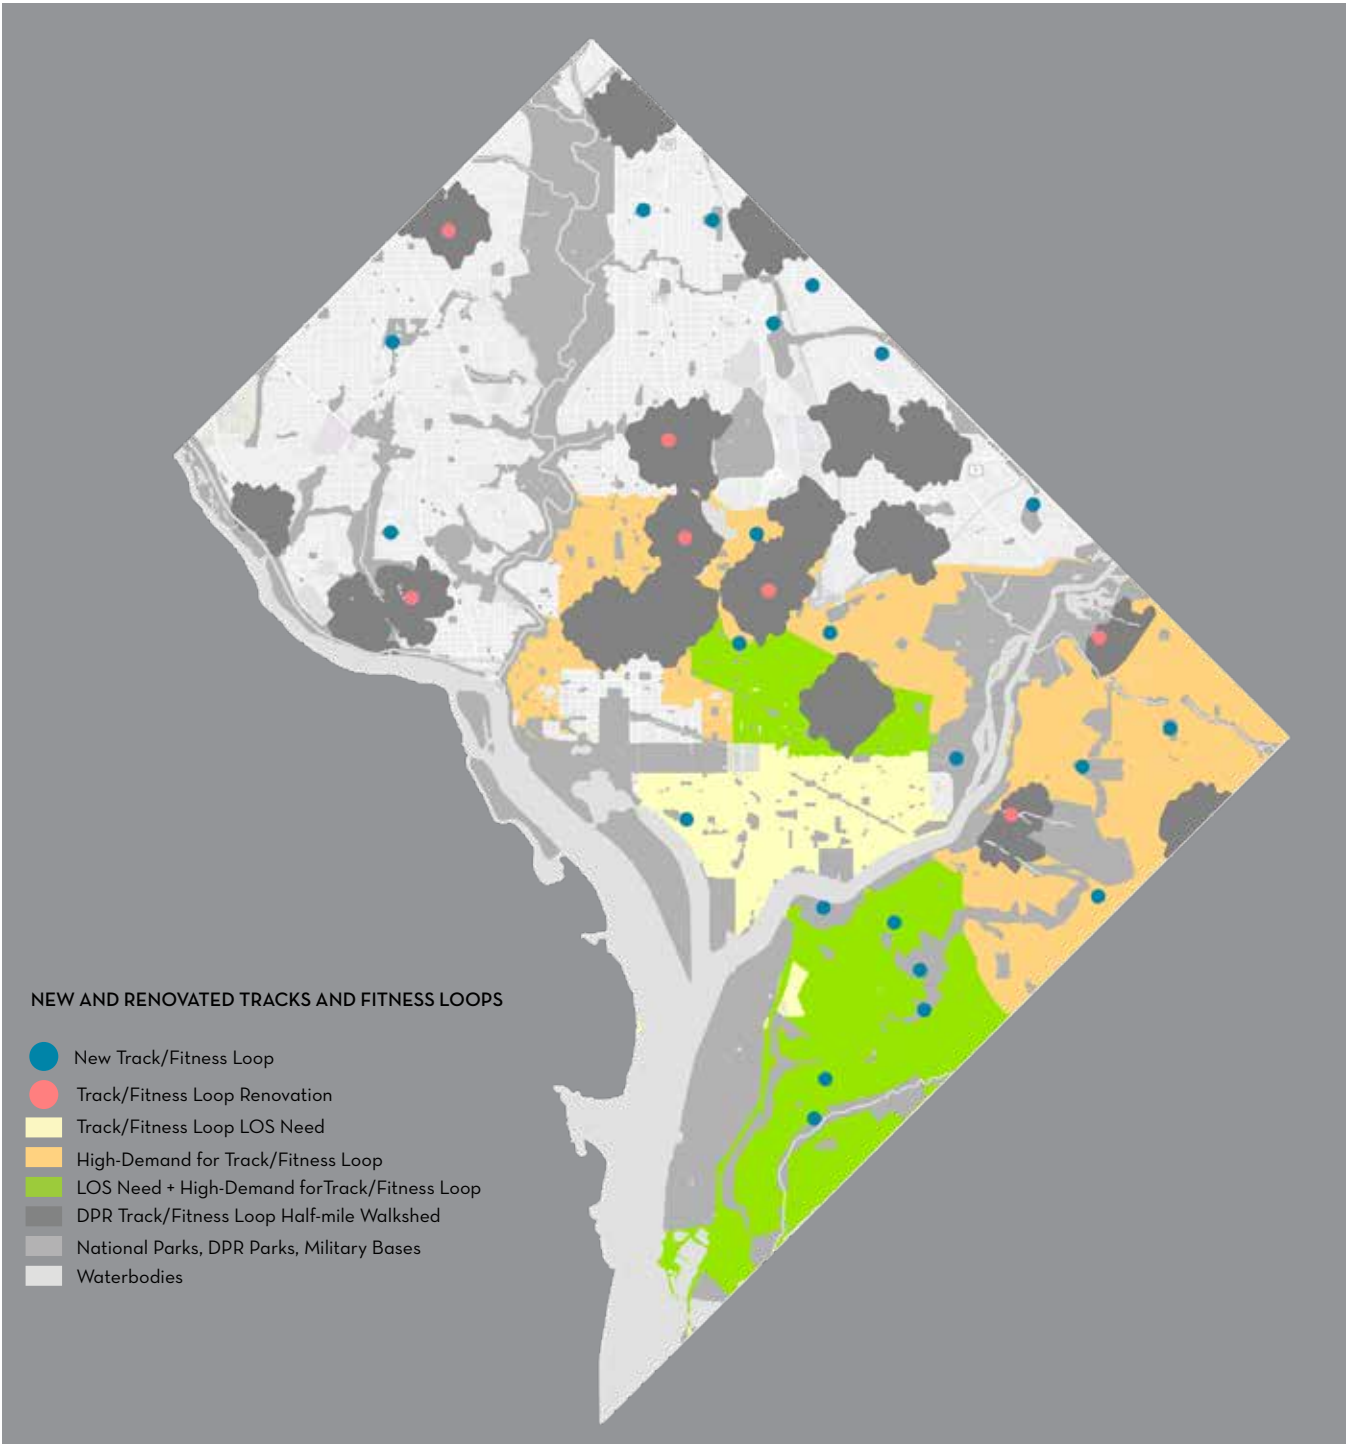 NEW AND RENOVATED TRACKS AND FITNESS LOOPS
New Track/Fitness Loop
Track/Fitness Loop Renovation
Track/Fitness Loop LOS Need
High-Demand for Track/Fitness Loop
LOS Need + High-Demand forTrack/Fitness Loop
DPR Track/Fitness Loop Half-mile Walkshed
National Parks, DPR Parks, Military Bases
Waterbodies